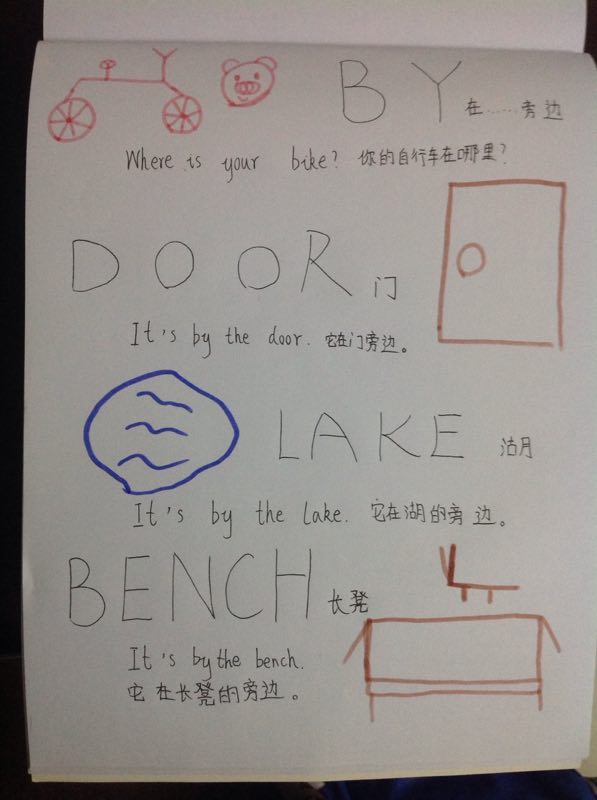 BY 在……旁边
Where is your bike? 你的自行车在哪里?
DOOR 门
It's by the door. 它在门旁边。
LAKE 湖
It's by the lake. 它在湖的旁边。
BENCH 长凳
It's by the bench.
它在长凳的旁边。